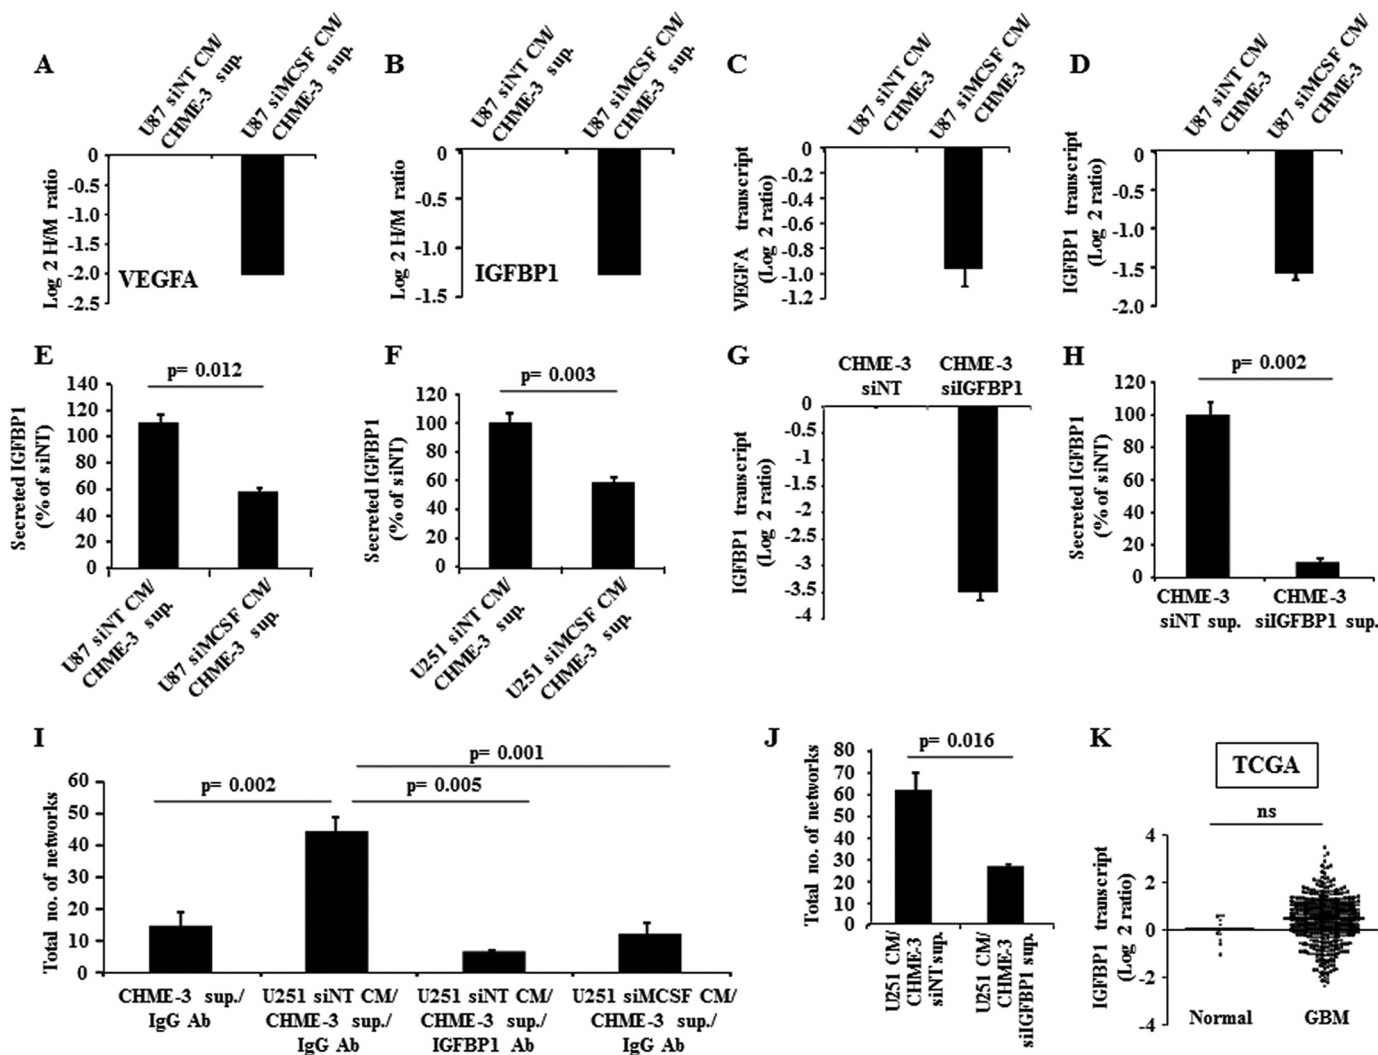 A
U87 siNT CM/
CHME-3 sup.
U87 siMCSF CM/
CHME-3 sup.
Log 2 H/M ratio
0
-0.5
-1.0
-1.5
-2.0
-2.5
VEGFA
B
U87 siNT CM/
CHME-3 sup.
U87 siMCSF CM/
CHME-3 sup.
Log 2 H/M ratio
0
-0.5
-1.0
-1.5
IGFBP1
C
U87 siNT CM/
CHME-3
U87 siMCSF CM/
CHME-3
VEGFA transcript
(Log 2 ratio)
0
-0.2
-0.4
-0.6
-0.8
-1.0
-1.2
D
U87 siNT CM/
CHME-3
U87 siMCSF CM/
CHME-3
IGFBP1 transcript
(Log 2 ratio)
0
-0.5
-1.0
-1.5
-2.0
E
p= 0.012
Secreted IGFBP1
(% of siNT)
140
120
100
80
60
40
20
0
U87 siNT CM/
CHME-3 sup.
U87 siMCSF CM/
CHME-3 sup.
F
p= 0.003
Secreted IGFBP1
(% of siNT)
120
100
80
60
40
20
0
U251 siNT CM/
CHME-3 sup.
U251 siMCSF CM/
CHME-3 sup.
G
CHME-3
siNT
CHME-3
siIGFBP1
IGFBP1 transcript
(Log 2 ratio)
0
-0.5
-1
-1.5
-2
-2.5
-3
-3.5
-4
H
p= 0.002
Secreted IGFBP1
(% of siNT)
120
100
80
60
40
20
0
CHME-3
siNT sup.
CHME-3
siIGFBP1 sup.
I
p= 0.001
p= 0.002
p= 0.005
Total no. of networks
60
50
40
30
20
10
0
CHME-3 sup./
IgG Ab
U251 siNT CM/
CHME-3 sup./
IgG Ab
U251 siNT CM/
CHME-3 sup./
IGFBP1 Ab
U251 siMCSF CM/
CHME-3 sup./
IgG Ab
J
p= 0.016
Total no. of networks
80
70
60
50
40
30
20
10
0
U251 CM/
CHME-3
siNT sup.
U251 CM/
CHME-3
siIGFBP1 sup.
K
TCGA
ns
IGFBP1 transcript
(Log 2 ratio)
4
2
0
-2
-4
Normal
GBM